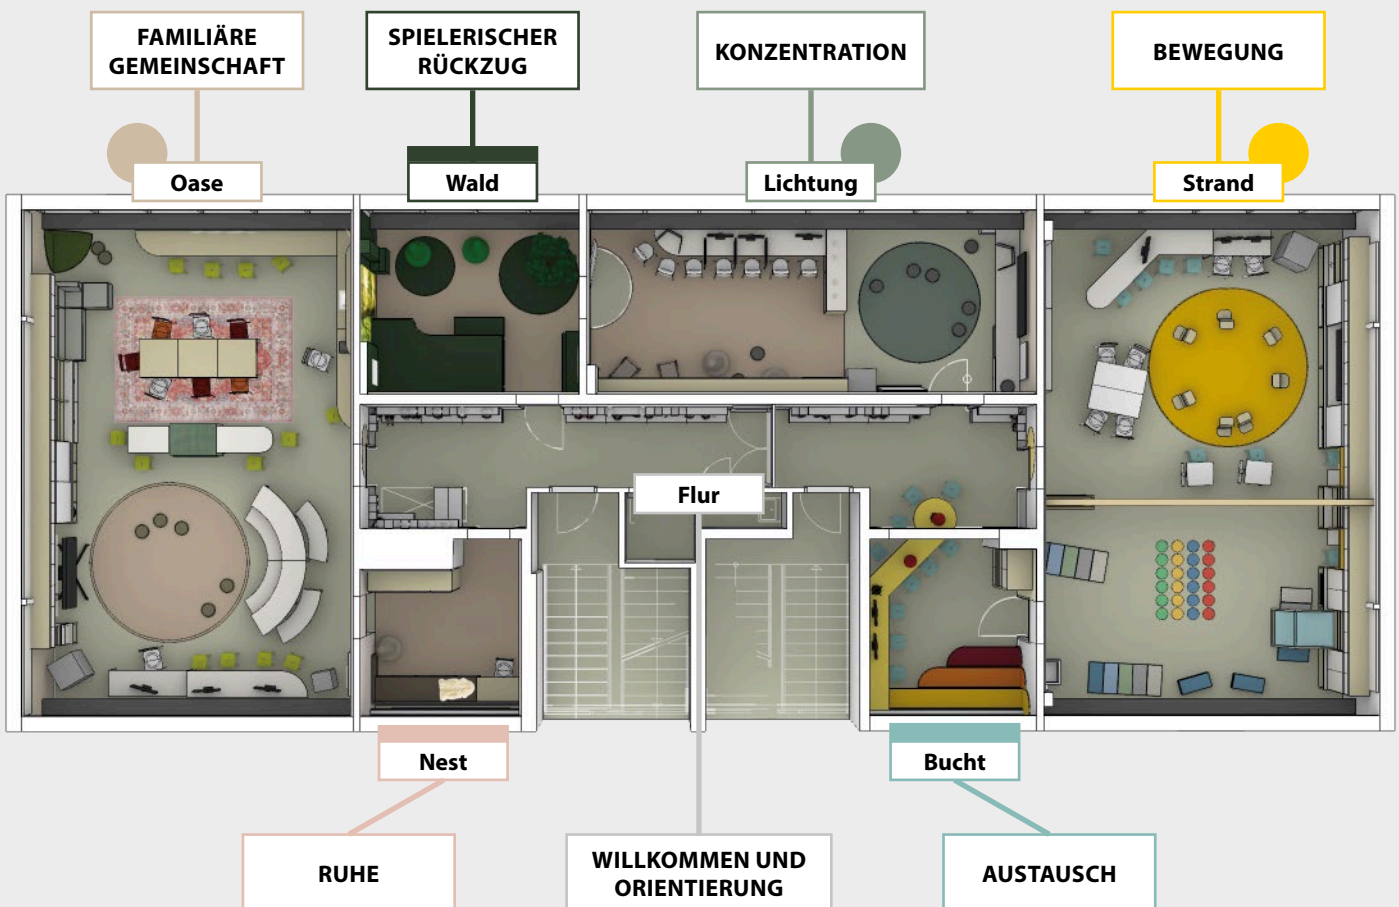 FAMILIÄRE
GEMEINSCHAFT
SPIELERISCHER
RÜCKZUG
KONZENTRATION
BEWEGUNG
Oase
Wald
Lichtung
Strand
Flur
Nest
Bucht
RUHE
WILLKOMMEN UND
ORIENTIERUNG
AUSTAUSCH